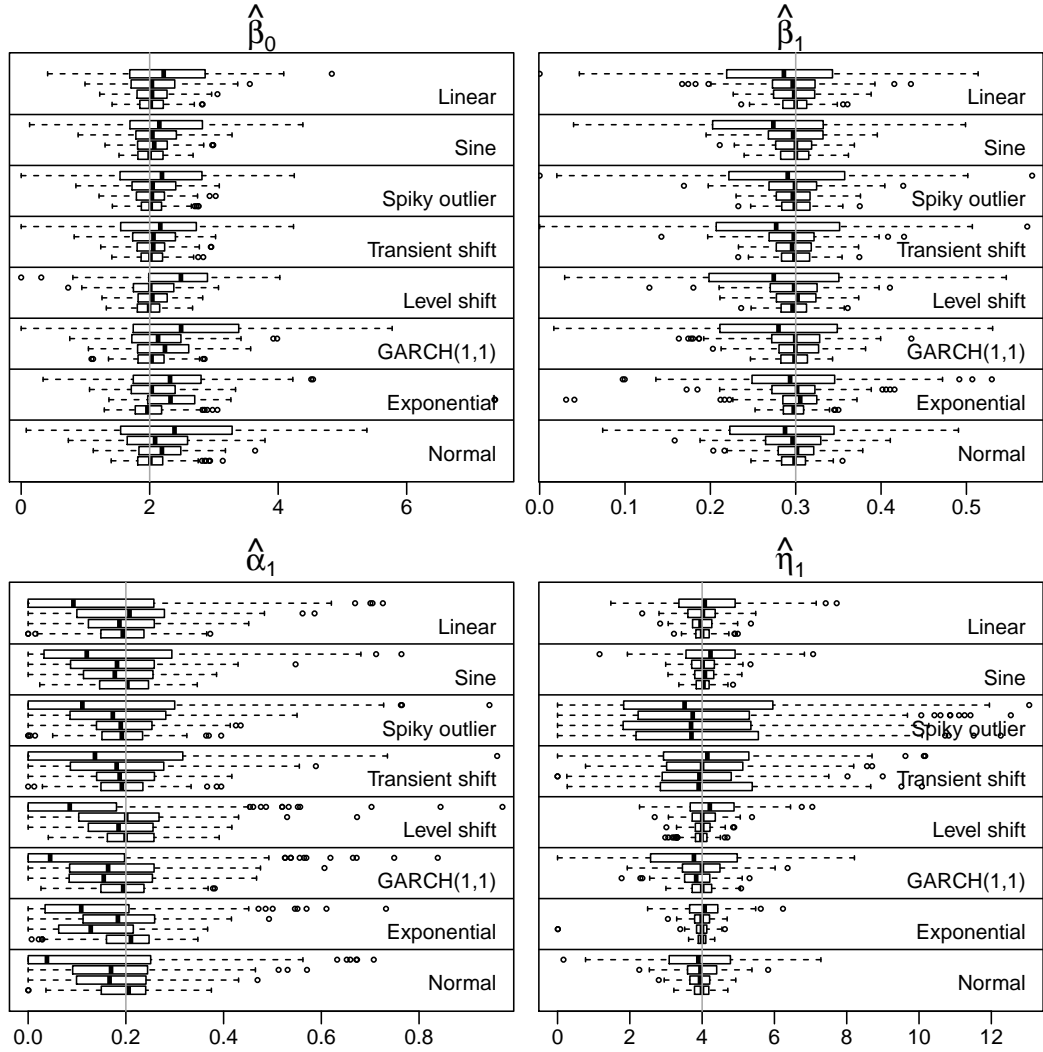 β̂₀
Linear
Sine
Spiky outlier
Transient shift
Level shift
GARCH(1,1)
Exponential
Normal
0 2 4 6
β̂₁
Linear
Sine
Spiky outlier
Transient shift
Level shift
GARCH(1,1)
Exponential
Normal
0.0 0.1 0.2 0.3 0.4 0.5
α̂₁
Linear
Sine
Spiky outlier
Transient shift
Level shift
GARCH(1,1)
Exponential
Normal
0.0 0.2 0.4 0.6 0.8
η̂₁
Linear
Sine
Spiky outlier
Transient shift
Level shift
GARCH(1,1)
Exponential
Normal
0 2 4 6 8 10 12